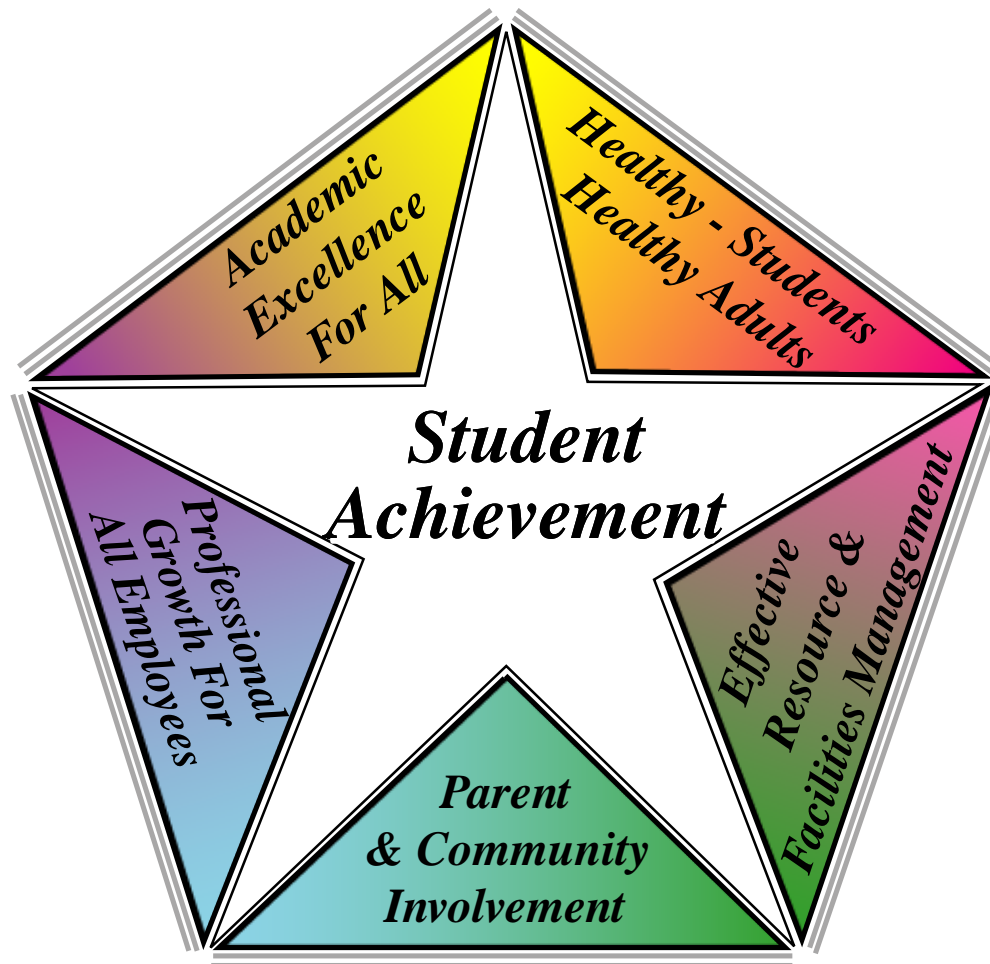 Academic
Excellence
For All
Healthy - Students
Healthy Adults
Student
Achievement
Professional
Growth For
All Employees
Effective
Resource &
Facilities Management
Parent
& Community
Involvement